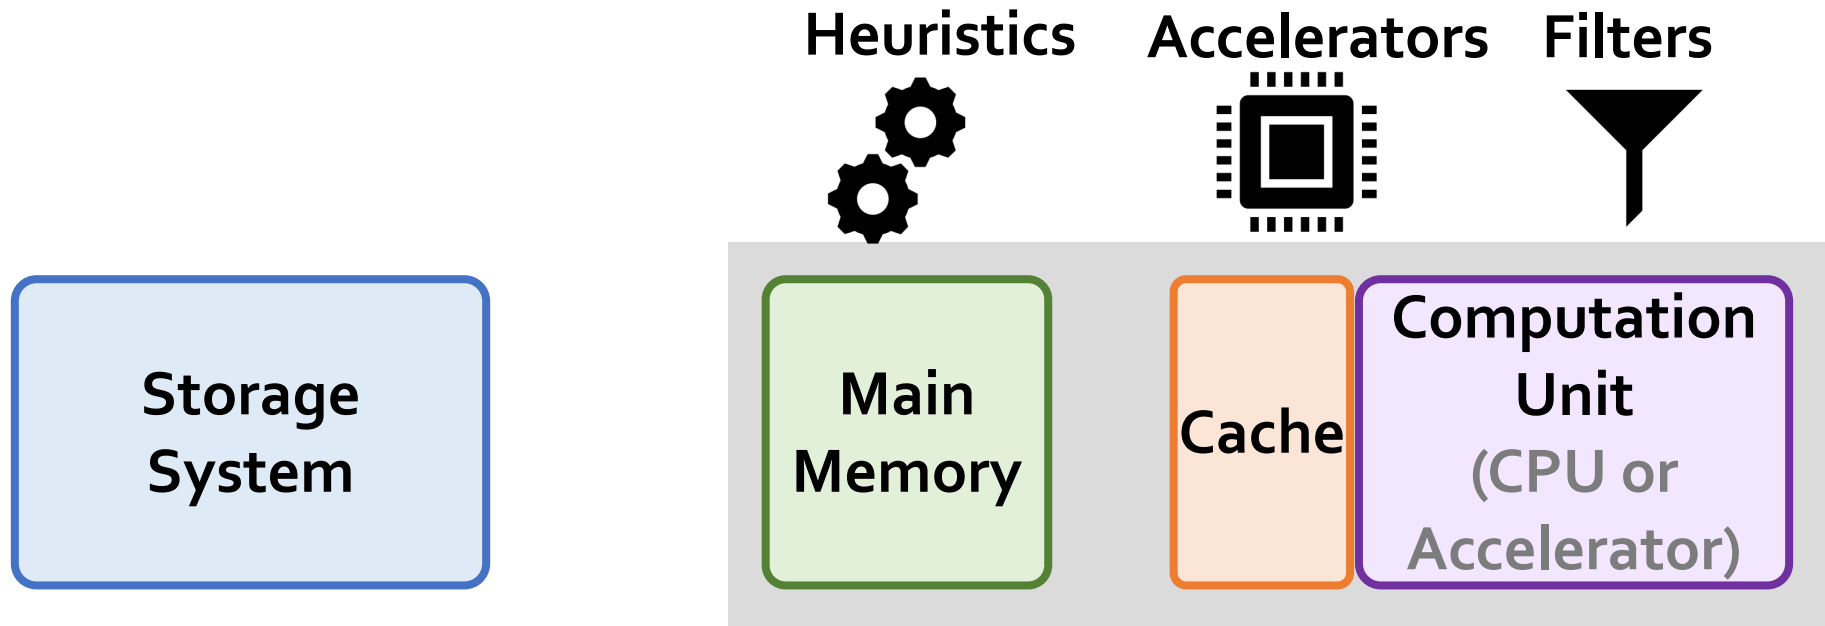 Heuristics
Accelerators
Filters
Storage
System
Main
Memory
Cache
Computation
Unit
(CPU or
Accelerator)